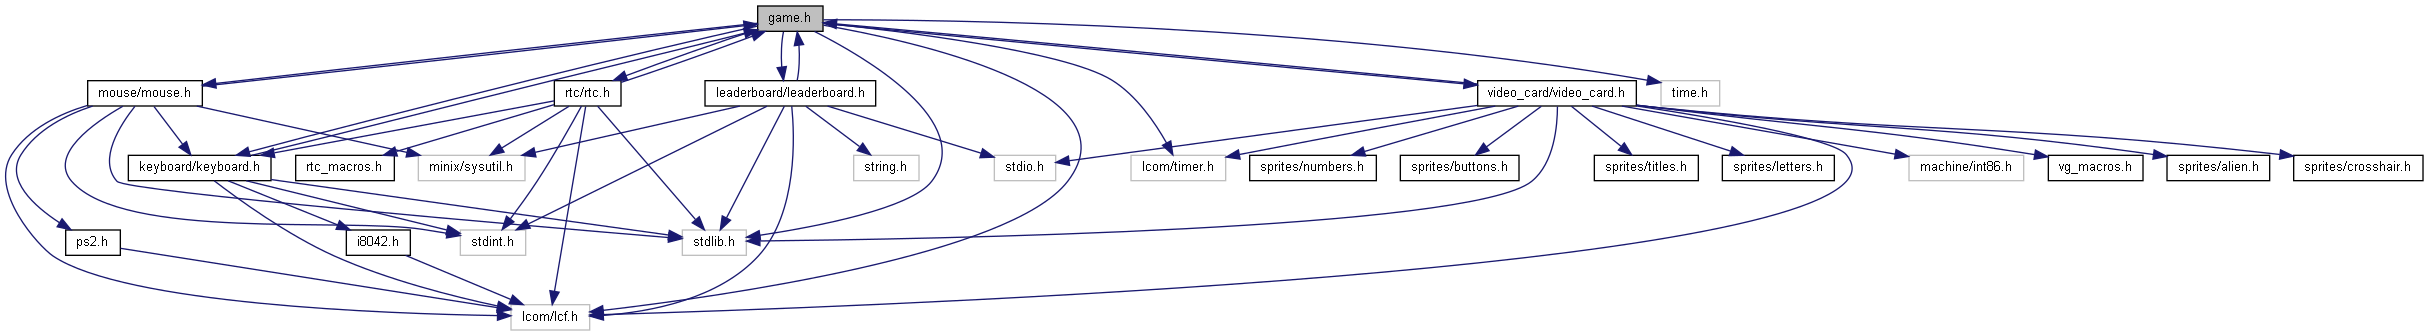 game.h
mouse/mouse.h
rtc/rtc.h
leaderboard/leaderboard.h
video_card/video_card.h
time.h
keyboard/keyboard.h
rtc_macros.h
minix/sysutil.h
string.h
stdio.h
lcom/timer.h
sprites/numbers.h
sprites/buttons.h
sprites/titles.h
sprites/letters.h
machine/int86.h
vg_macros.h
sprites/alien.h
sprites/crosshair.h
ps2.h
i8042.h
stdint.h
stdlib.h
lcom/lcf.h